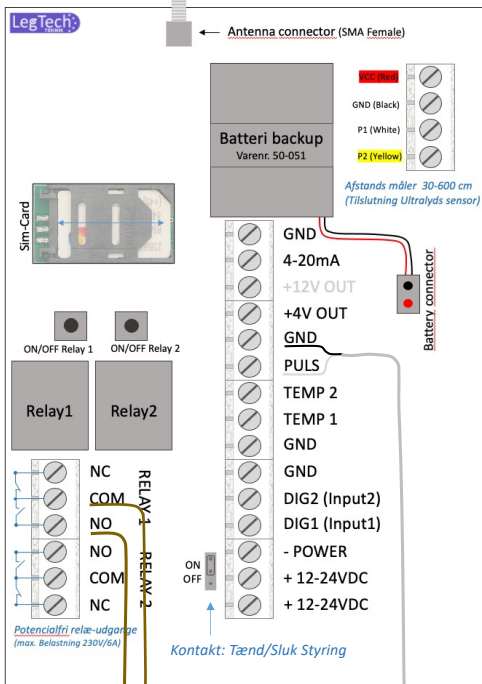 LegTech
TEKNIK
Antenna connector (SMA Female)
VCC (Red)
GND (Black)
P1 (White)
P2 (Yellow)
Batteri backup
Varenr. 50-051
Afstands måler 30-600 cm
(Tilslutning Ultralyds sensor)
Sim-Card
GND
4-20mA
+12V OUT
+4V OUT
GND
PULS
TEMP 2
TEMP 1
GND
GND
DIG2 (Input2)
DIG1 (Input1)
- POWER
+ 12-24VDC
+ 12-24VDC
Battery connector
ON/OFF Relay 1
ON/OFF Relay 2
Relay1
Relay2
NC
COM
NO
NO
COM
NC
RELAY 1
RELAY 2
ON
OFF
Potencialfri relæ-udgange
(max. Belastning 230V/6A)
Kontakt: Tænd/Sluk Styring